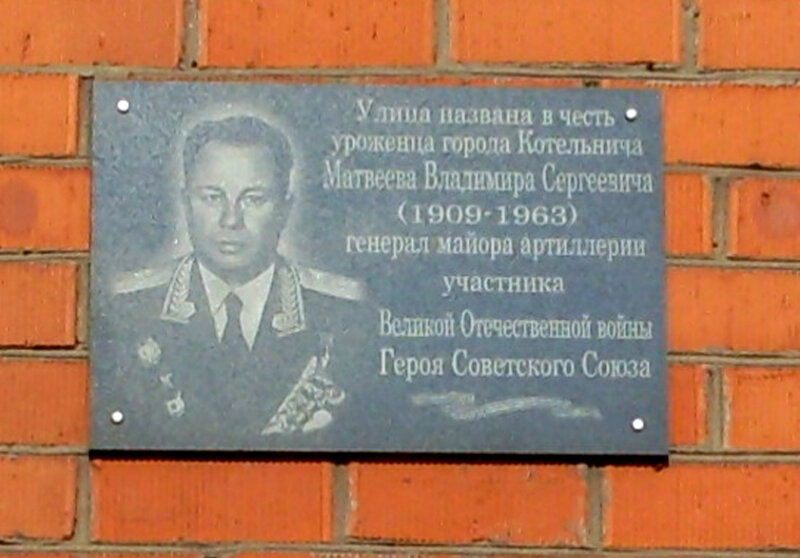 Улица названа в честь
уроженца города Котельнича
Матвеева Владимира Сергеевича
(1909-1963)
генерал майора артиллерии
участника
Великой Отечественной войны
Героя Советского Союза